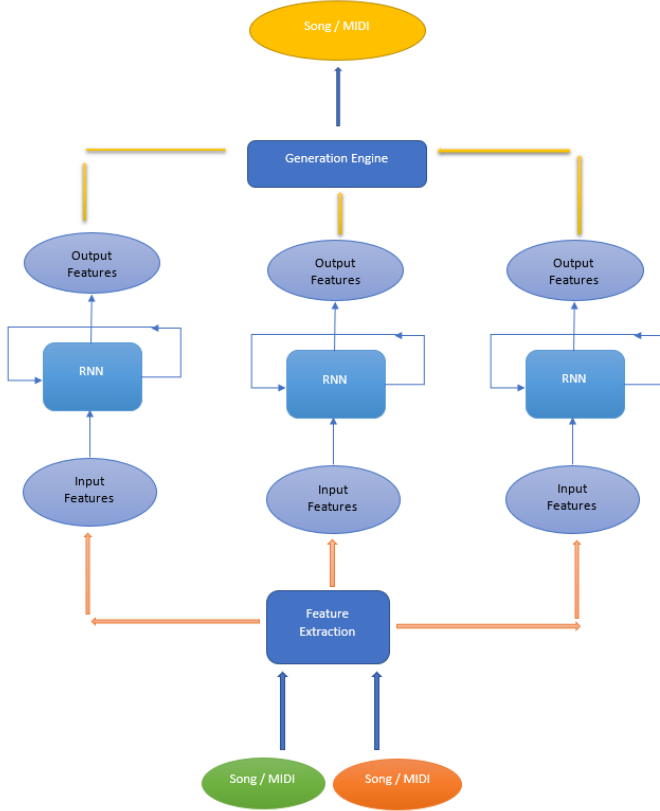 Song / MIDI
Generation Engine
Output
Features
Output
Features
Output
Features
RNN
RNN
RNN
Input
Features
Input
Features
Input
Features
Feature
Extraction
Song / MIDI
Song / MIDI